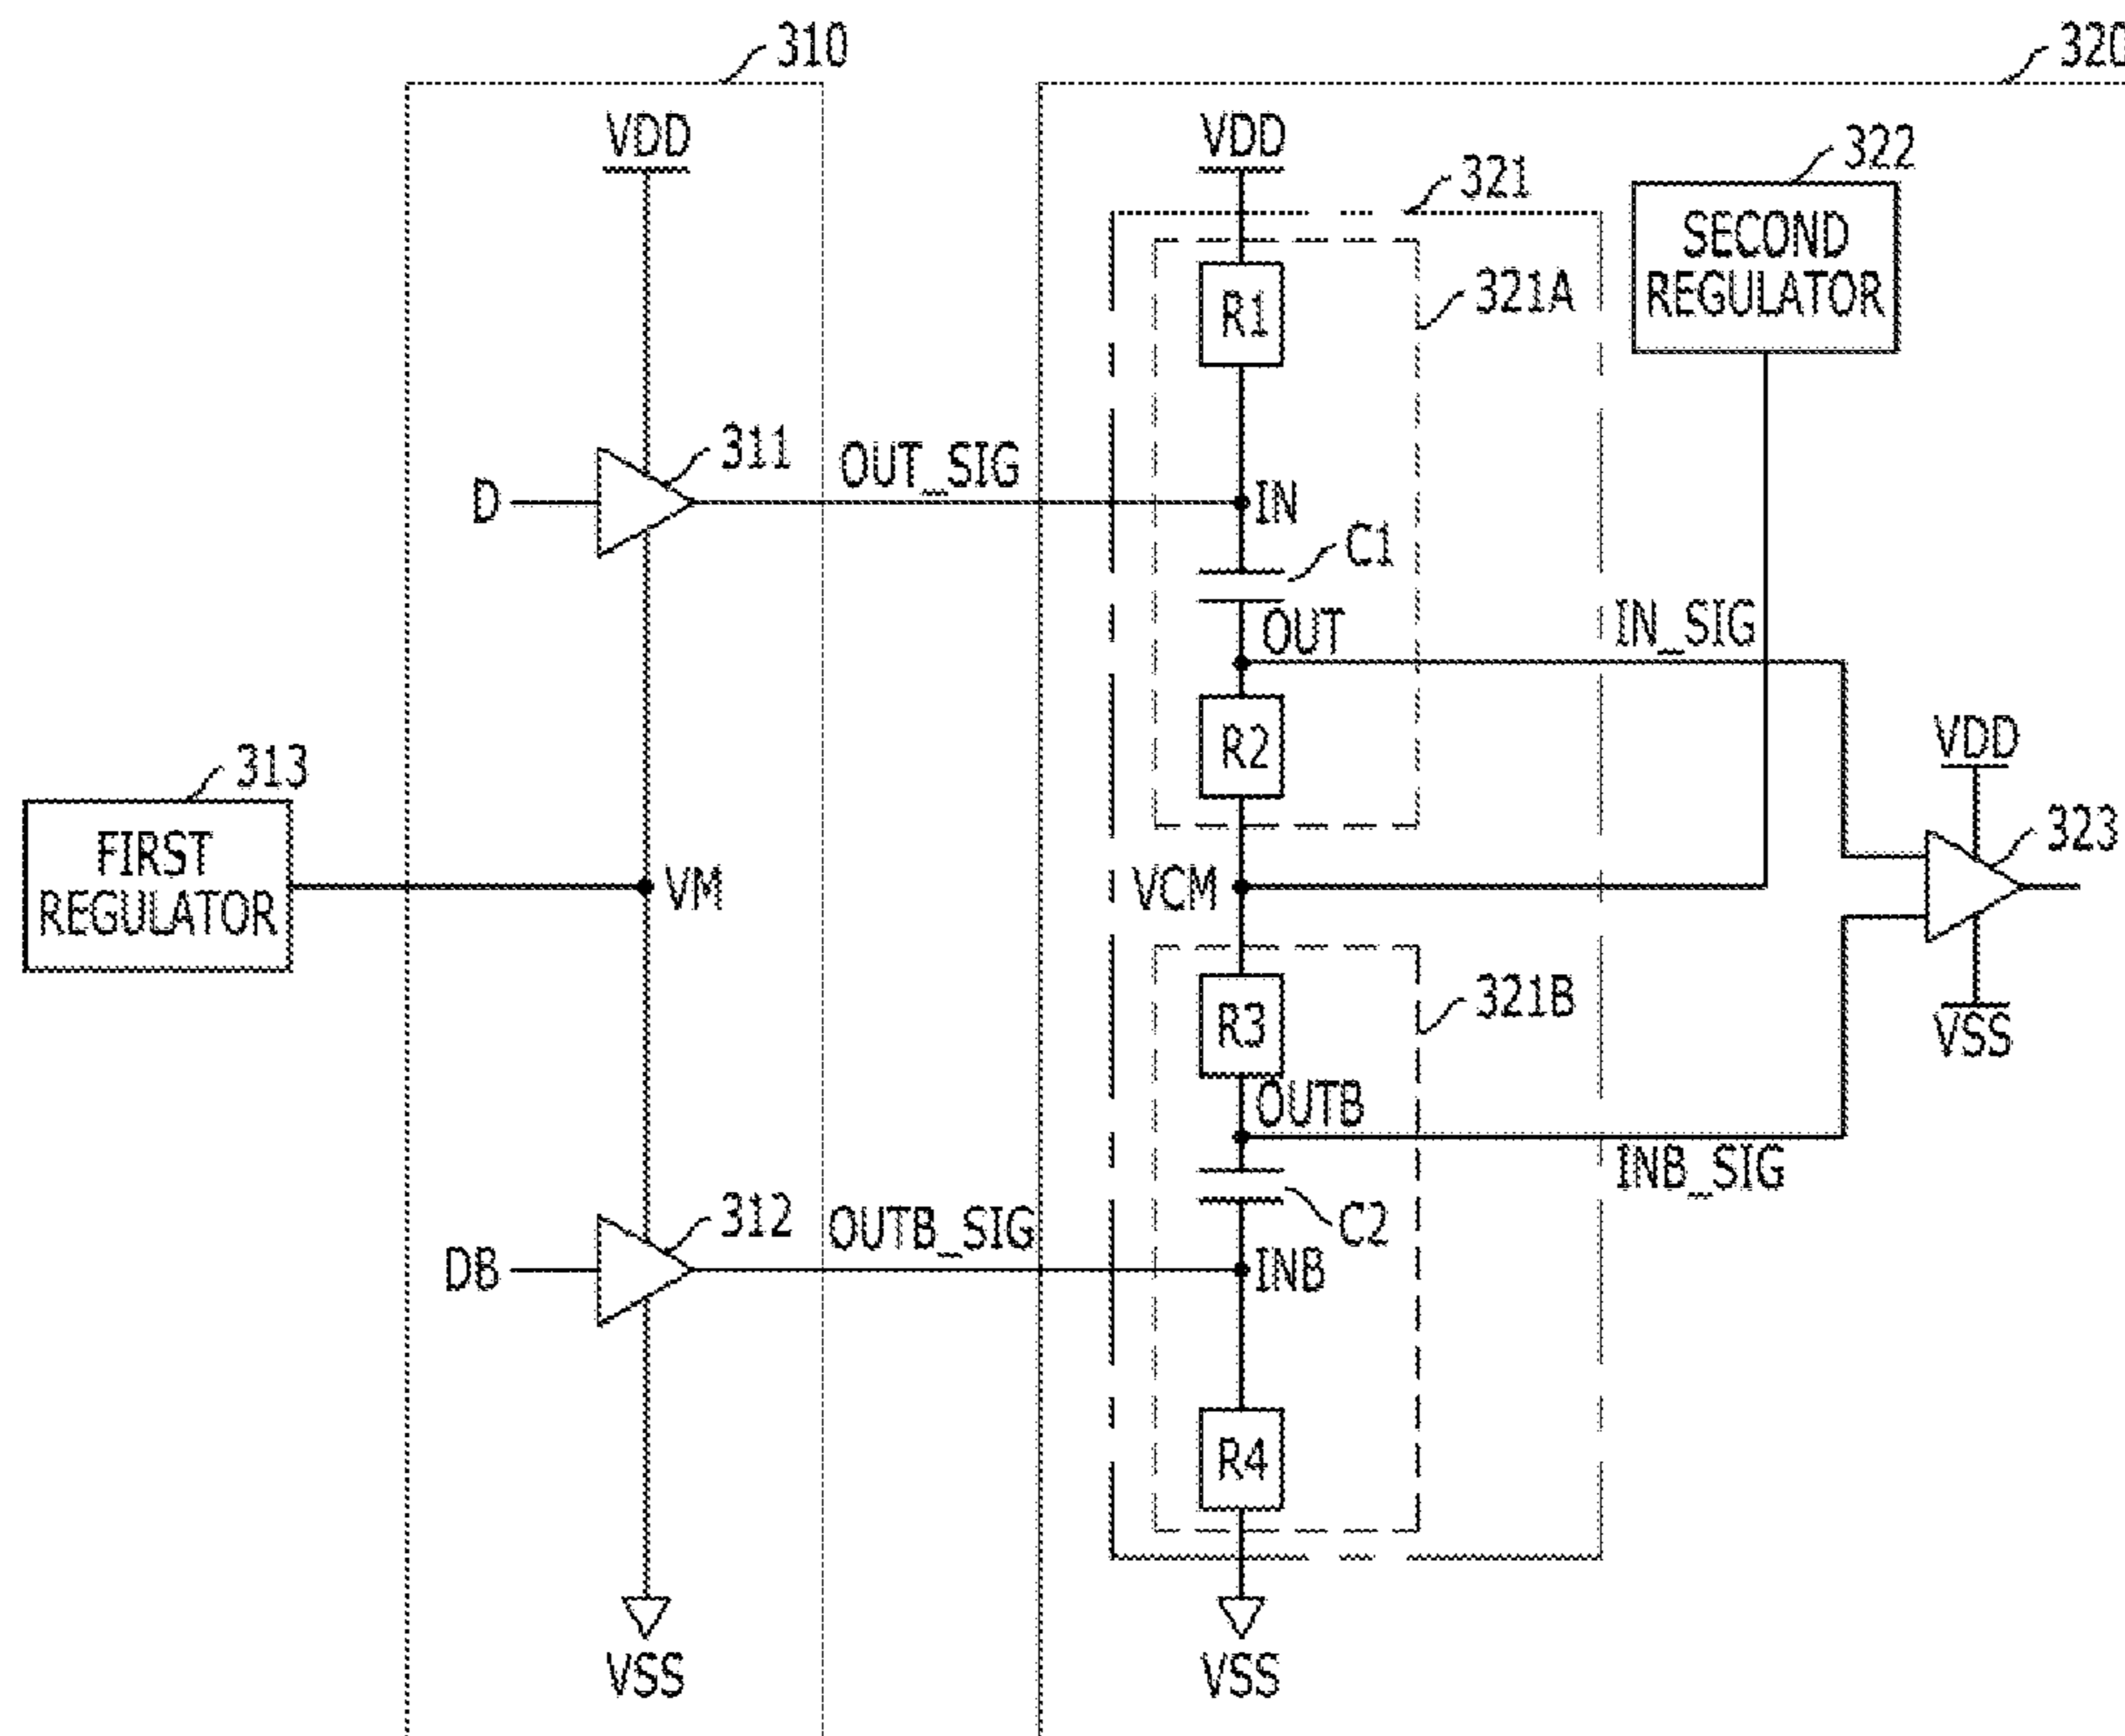 310
320
VDD
VDD
322
321
SECOND
REGULATOR
321A
R1
311
OUT_SIG
D
IN
C1
OUT
IN_SIG
R2
VDD
313
323
FIRST
REGULATOR
VM
VCM
R3
321B
VSS
OUTB
INB_SIG
312
OUTB_SIG
C2
DB
INB
R4
VSS
VSS